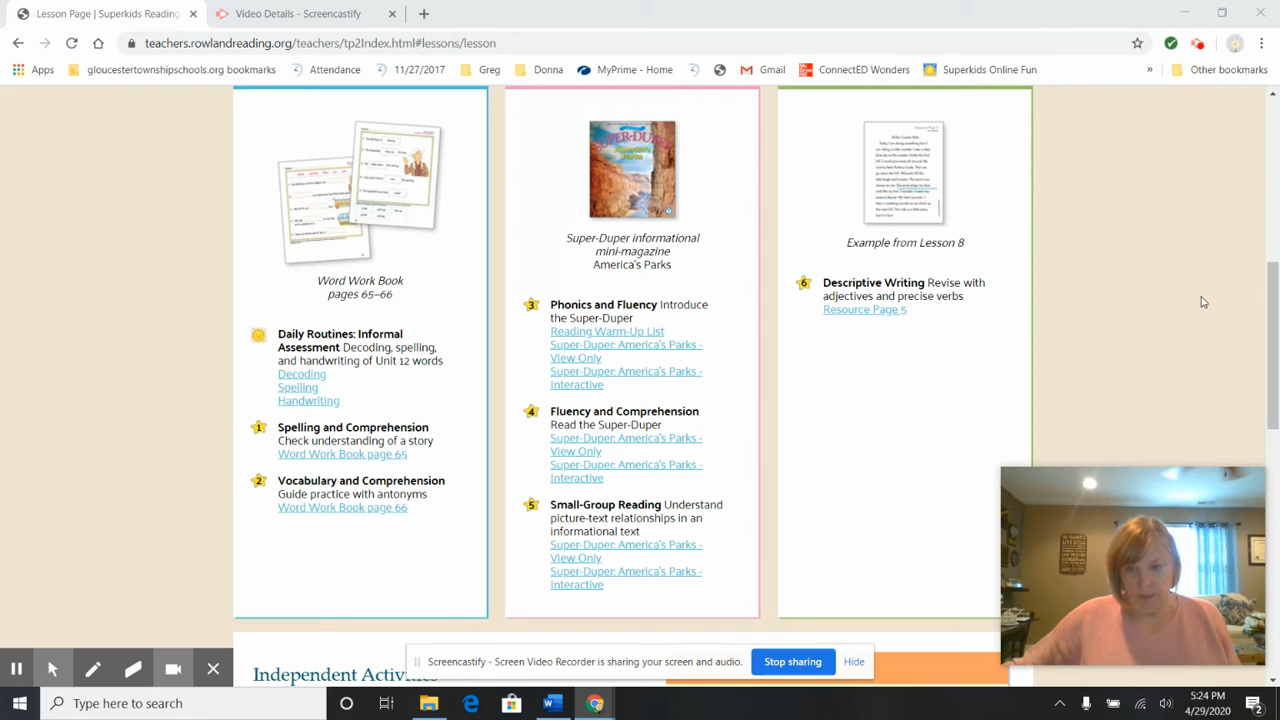 Lesson Page | Superkids Reading
Video Details - Screencastify
teachers.rowlandreading.org/teachers/tp2Index.html#lessons/lesson
Apps
gloucestertownshipschools.org bookmarks
Attendance
11/27/2017
Greg
Donna
MyPrime - Home
Gmail
ConnectED Wonders
Superkids Online Fun
»
Other bookmarks
Word Work Book
pages 65–66
Daily Routines: Informal
Assessment Decoding, spelling,
and handwriting of Unit 12 words
Decoding
Spelling
Handwriting
1
Spelling and Comprehension
Check understanding of a story
Word Work Book page 65
2
Vocabulary and Comprehension
Guide practice with antonyms
Word Work Book page 66
SUPER-DUPER
Super-Duper informational
mini-magazine
America's Parks
3
Phonics and Fluency Introduce
the Super-Duper
Reading Warm-Up List
Super-Duper: America's Parks -
View Only
Super-Duper: America's Parks -
Interactive
4
Fluency and Comprehension
Read the Super-Duper
Super-Duper: America's Parks -
View Only
Super-Duper: America's Parks -
Interactive
5
Small-Group Reading Understand
picture-text relationships in an
informational text
Super-Duper: America's Parks -
View Only
Super-Duper: America's Parks -
Interactive
Example from Lesson 8
6
Descriptive Writing Revise with
adjectives and precise verbs
Resource Page 5
Independent Activities
Screencastify - Screen Video Recorder is sharing your screen and audio.
Stop sharing
Hide
Type here to search
5:24 PM
4/29/2020
2